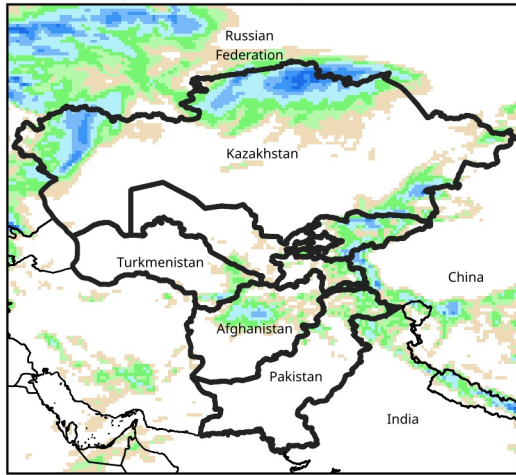 Russian
Federation
Kazakhstan
Turkmenistan
China
Afghanistan
Pakistan
India